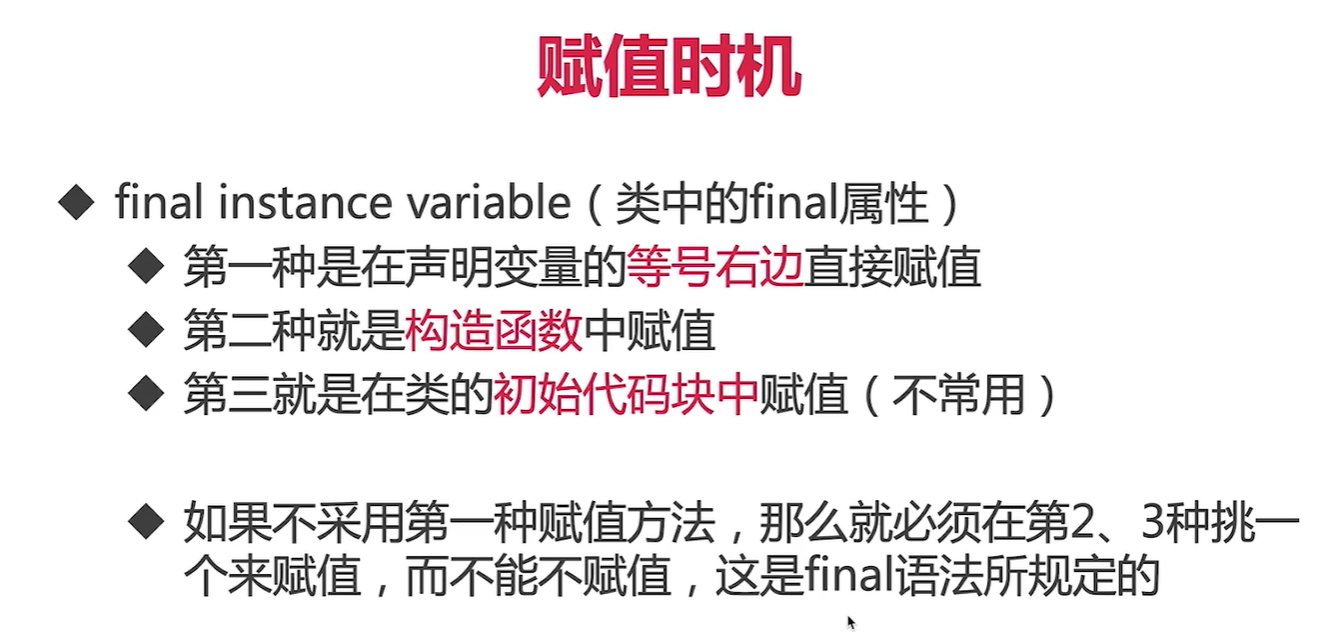 赋值时机
◆ final instance variable（类中的final属性）
◆ 第一种是在声明变量的等号右边直接赋值
◆ 第二种就是构造函数中赋值
◆ 第三就是在类的初始代码块中赋值（不常用）
◆ 如果不采用第一种赋值方法，那么就必须在第2、3种挑一
个来赋值，而不能不赋值，这是final语法所规定的